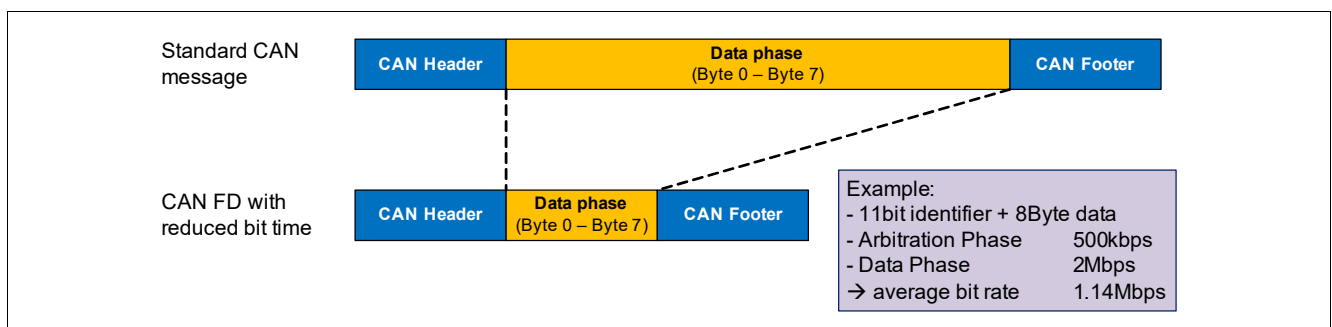 Standard CAN
message
CAN Header
Data phase
(Byte 0 – Byte 7)
CAN Footer
CAN FD with
reduced bit time
CAN Header
Data phase
(Byte 0 – Byte 7)
CAN Footer
Example:
- 11bit identifier + 8Byte data
- Arbitration Phase 500kbps
- Data Phase 2Mbps
→ average bit rate 1.14Mbps